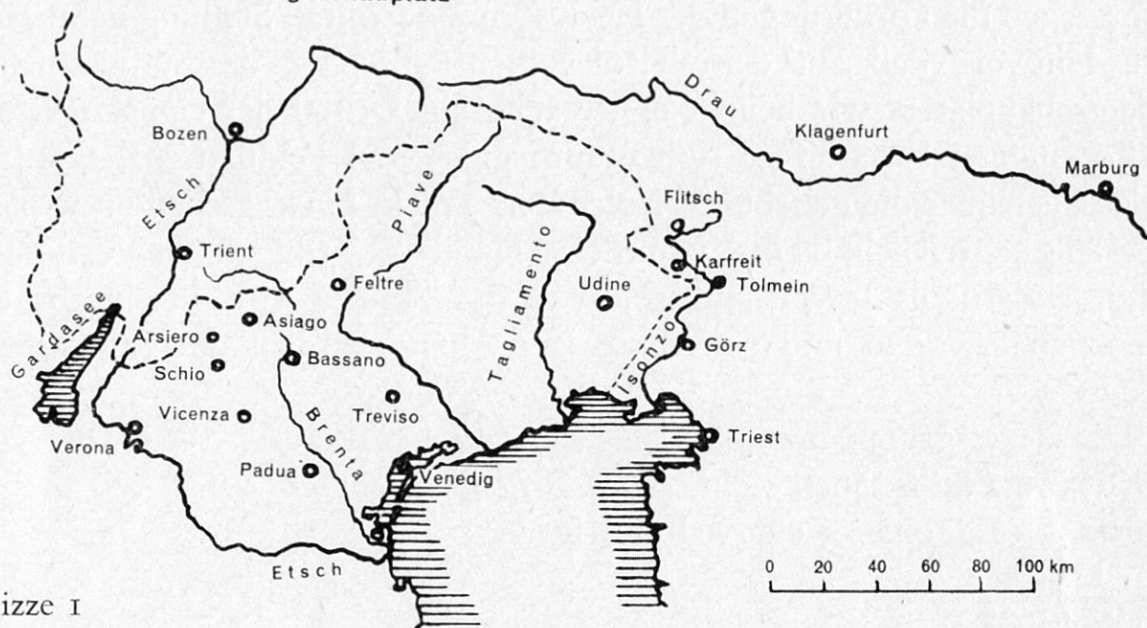 Drau
Klagenfurt
Marburg
Bozen
Etsch
Piave
Flitsch
Trient
Karfreit
Feltre
Tagliamento
Udine
Tolmein
Gardasee
Asiago
Arsiero
Isonzo
Görz
Bassano
Schio
Treviso
Vicenza
Brenta
Verona
Triest
Padua
Venedig
Etsch
0 20 40 60 80 100 km
izze I